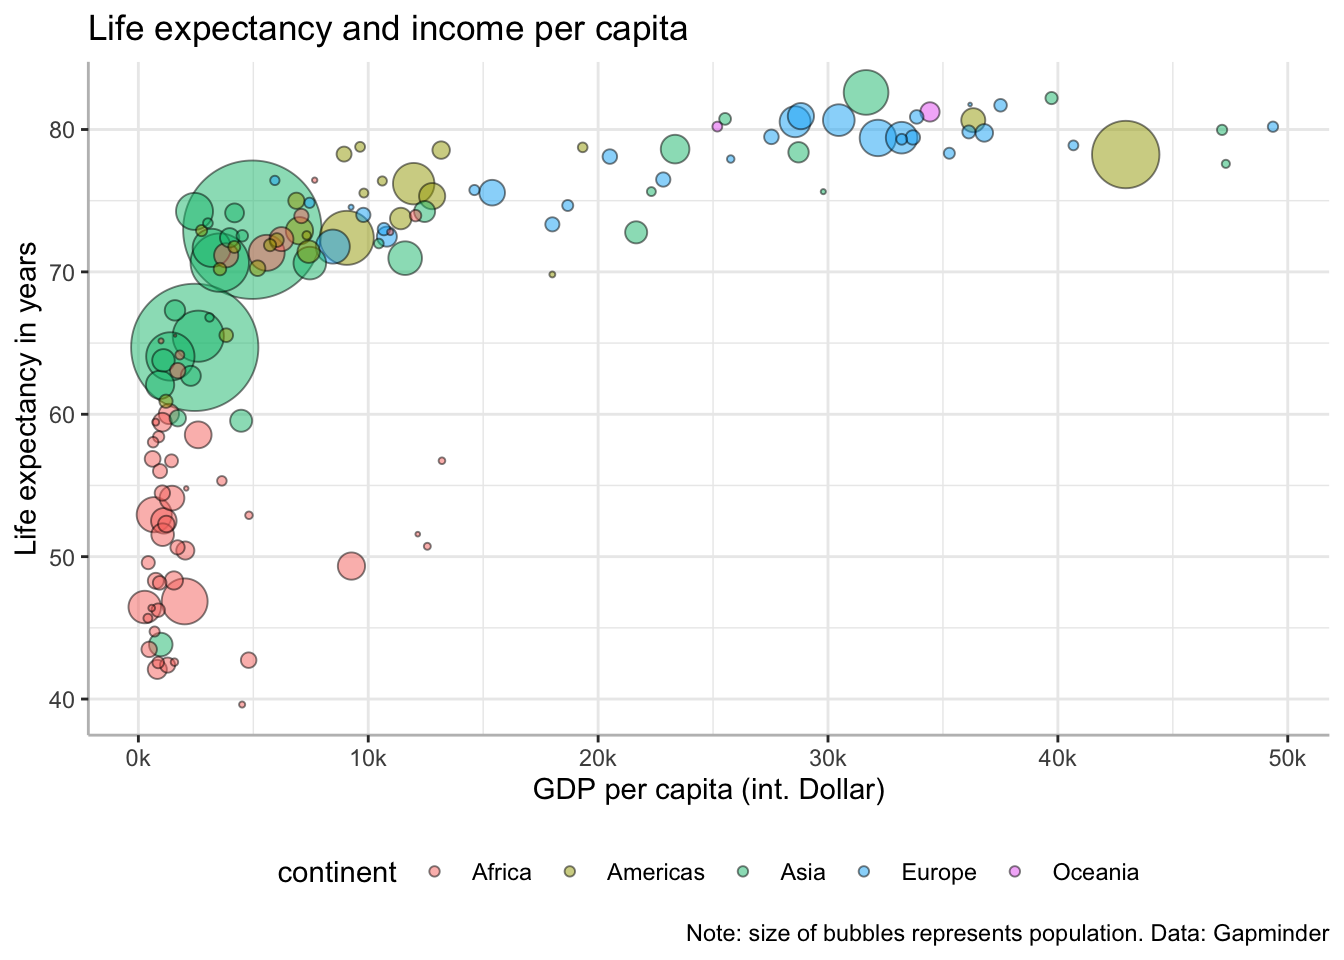 Life expectancy and income per capita
Life expectancy in years
80
70
60
50
40
0k 10k 20k 30k 40k 50k
GDP per capita (int. Dollar)
continent Africa Americas Asia Europe Oceania
Note: size of bubbles represents population. Data: Gapminder